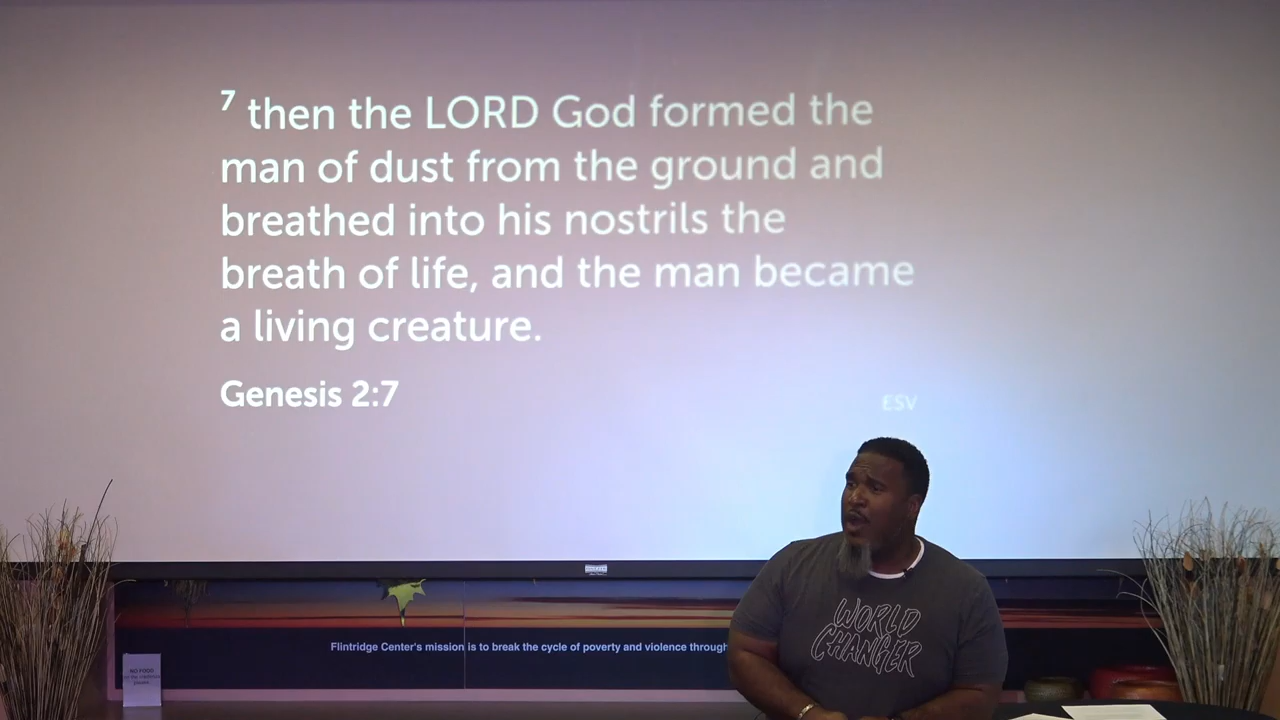 ⁷ then the LORD God formed the
man of dust from the ground and
breathed into his nostrils the
breath of life, and the man became
a living creature.
Genesis 2:7
ESV
WORLD
CHANGER
Flintridge Center's mission is to break the cycle of poverty and violence through
NO FOOD